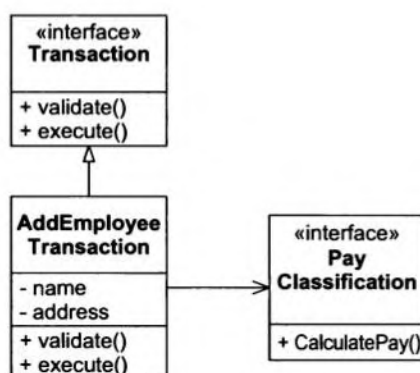 «interface»
Transaction
+ validate()
+ execute()
AddEmployee
Transaction
- name
- address
+ validate()
+ execute()
«interface»
Pay
Classification
+ CalculatePay()